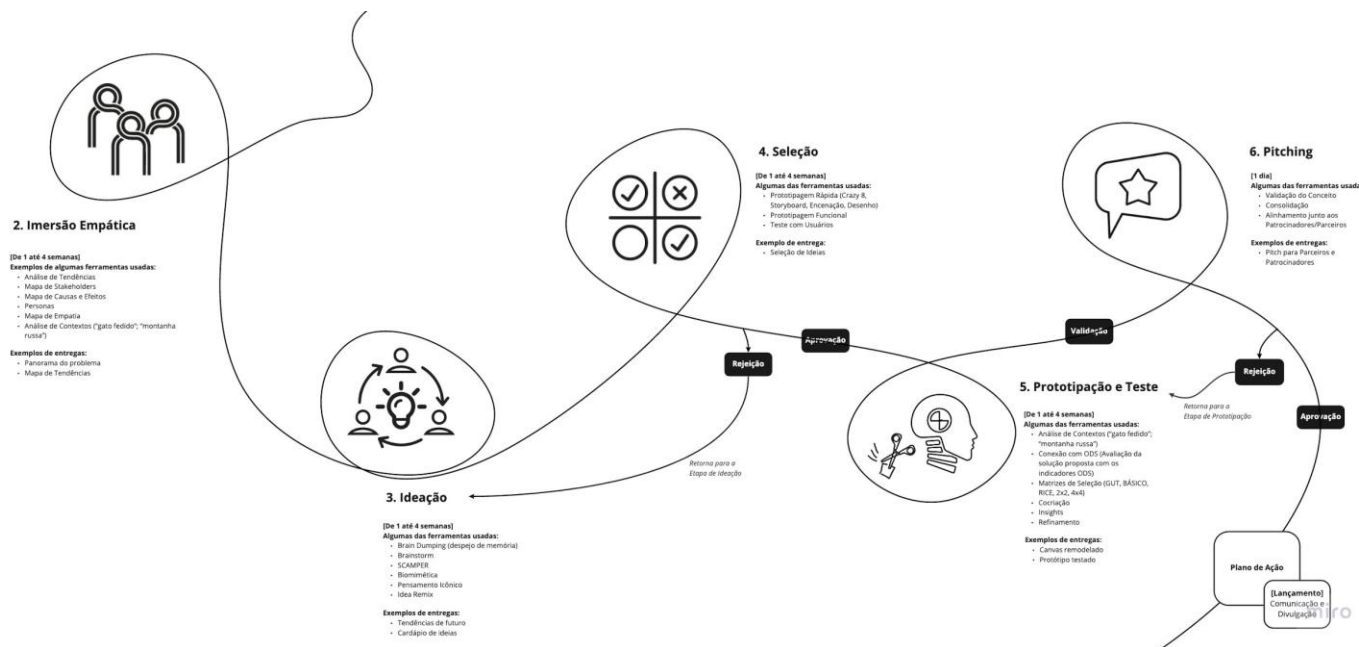 2. Imersão Empática
[De 1 até 4 semanas]
Exemplos de algumas ferramentas usadas:
• Análise de Tendências
• Mapa de Stakeholders
• Mapa de Causas e Efeitos
• Personas
• Mapa de Empatia
• Análise de Contextos ("gato fedido"; "montanha
russa")
Exemplos de entregas:
• Panorama do problema
• Mapa de Tendências
3. Ideação
[De 1 até 4 semanas]
Algumas das ferramentas usadas:
• Brain Dumping (despejo de memória)
• Brainstorm
• SCAMPER
• Biomimética
• Pensamento Icônico
• Idea Remix
Exemplos de entregas:
• Tendências de futuro
• Cardápio de ideias
4. Seleção
[De 1 até 4 semanas]
Algumas das ferramentas usadas:
• Prototipagem Rápida (Crazy 8,
Storyboard, Encenação, Desenho)
• Prototipagem Funcional
• Teste com Usuários
Exemplo de entrega:
• Seleção de Ideias
Aprovação
Rejeição
Retorna para a
Etapa de Ideação
5. Prototipação e Teste
[De 1 até 4 semanas]
Algumas das ferramentas usadas:
• Análise de Contextos ("gato fedido";
"montanha russa")
• Conexão com ODS (Avaliação da
solução proposta com os
indicadores ODS)
• Matrizes de Seleção (GUT, BÁSICO,
RICE, 2x2, 4x4)
• Cocriação
• Insights
• Refinamento
Exemplos de entregas:
• Canvas remodelado
• Protótipo testado
Validação
6. Pitching
[1 dia]
Algumas das ferramentas usada
• Validação do Conceito
• Consolidação
• Alinhamento junto aos
Patrocinadores/Parceiros
Exemplos de entregas:
• Pitch para Parceiros e
Patrocinadores
Rejeição
Retorna para a
Etapa de Prototipação
Aprovação
Plano de Ação
[Lançamento]
Comunicação e
Divulgação
miro